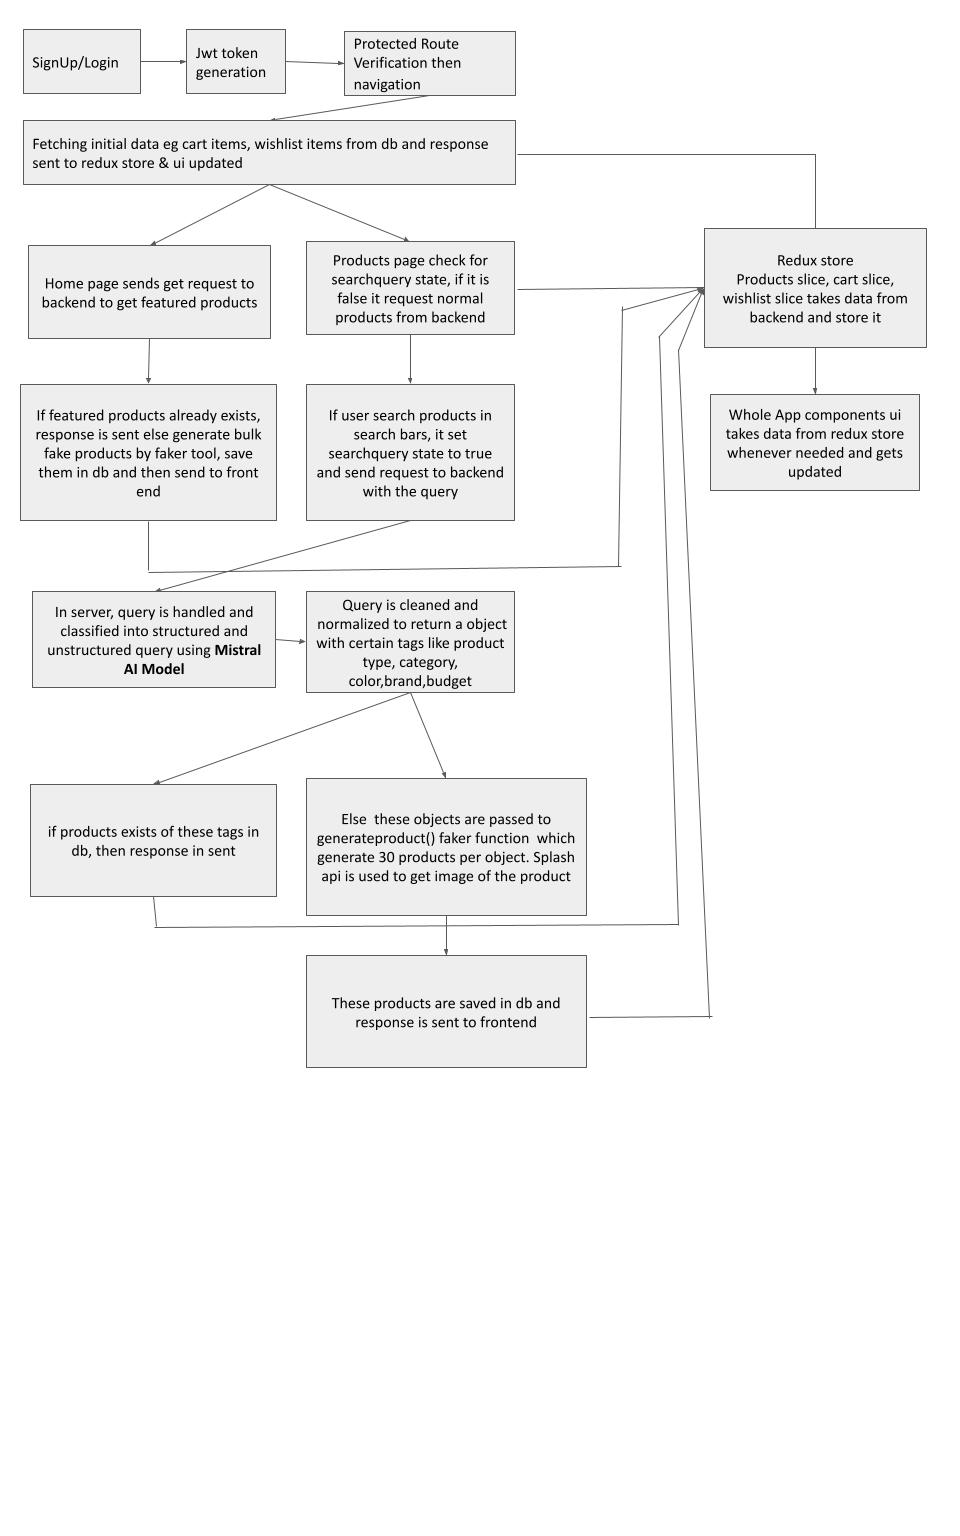 SignUp/Login
Jwt token
generation
Protected Route
Verification then
navigation
Fetching initial data eg cart items, wishlist items from db and response
sent to redux store & ui updated
Home page sends get request to
backend to get featured products
Products page check for
searchquery state, if it is
false it request normal
products from backend
Redux store
Products slice, cart slice,
wishlist slice takes data from
backend and store it
If featured products already exists,
response is sent else generate bulk
fake products by faker tool, save
them in db and then send to front
end
If user search products in
search bars, it set
searchquery state to true
and send request to backend
with the query
Whole App components ui
takes data from redux store
whenever needed and gets
updated
In server, query is handled and
classified into structured and
unstructured query using Mistral
AI Model
Query is cleaned and
normalized to return a object
with certain tags like product
type, category,
color,brand,budget
if products exists of these tags in
db, then response in sent
Else  these objects are passed to
generateproduct() faker function  which
generate 30 products per object. Splash
api is used to get image of the product
These products are saved in db and
response is sent to frontend